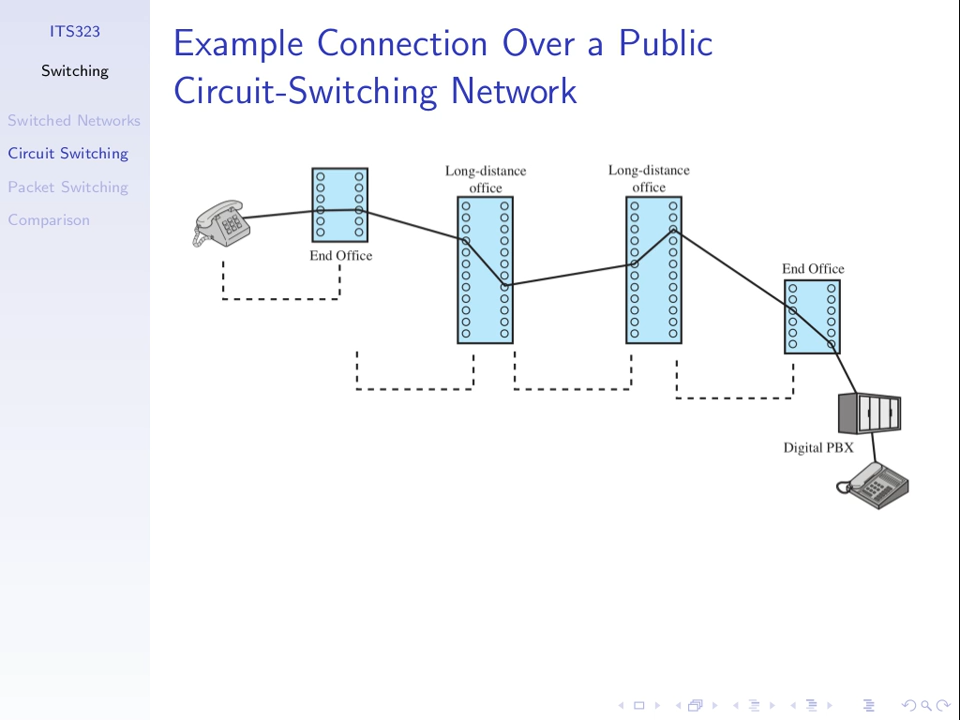 ITS323
Switching
Switched Networks
Circuit Switching
Packet Switching
Comparison
Example Connection Over a Public
Circuit-Switching Network
Long-distance
office
Long-distance
office
End Office
End Office
Digital PBX